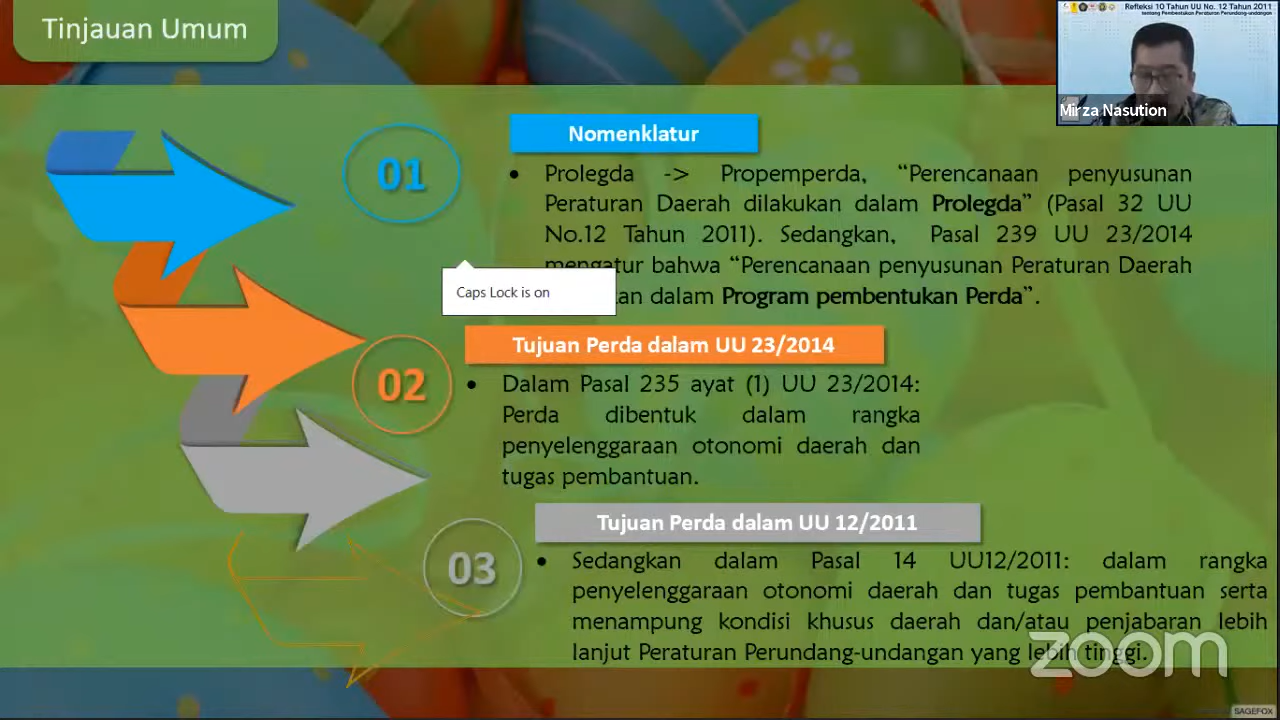 Tinjauan Umum
Refleksi 10 Tahun UU No. 12 Tahun 2011
tentang Pembentukan Peraturan Perundang-undangan
Mirza Nasution
01
Nomenklatur
• Prolegda -> Propemperda, “Perencanaan penyusunan
Peraturan Daerah dilakukan dalam Prolegda” (Pasal 32 UU
No.12 Tahun 2011). Sedangkan, Pasal 239 UU 23/2014
mengatur bahwa “Perencanaan penyusunan Peraturan Daerah
kan dalam Program pembentukan Perda”.
Caps Lock is on
02
Tujuan Perda dalam UU 23/2014
• Dalam Pasal 235 ayat (1) UU 23/2014:
Perda dibentuk dalam rangka
penyelenggaraan otonomi daerah dan
tugas pembantuan.
03
Tujuan Perda dalam UU 12/2011
• Sedangkan dalam Pasal 14 UU12/2011: dalam rangka
penyelenggaraan otonomi daerah dan tugas pembantuan serta
menampung kondisi khusus daerah dan/atau penjabaran lebih
lanjut Peraturan Perundang-undangan yang lebih tinggi.
zoom
SAGEFOX